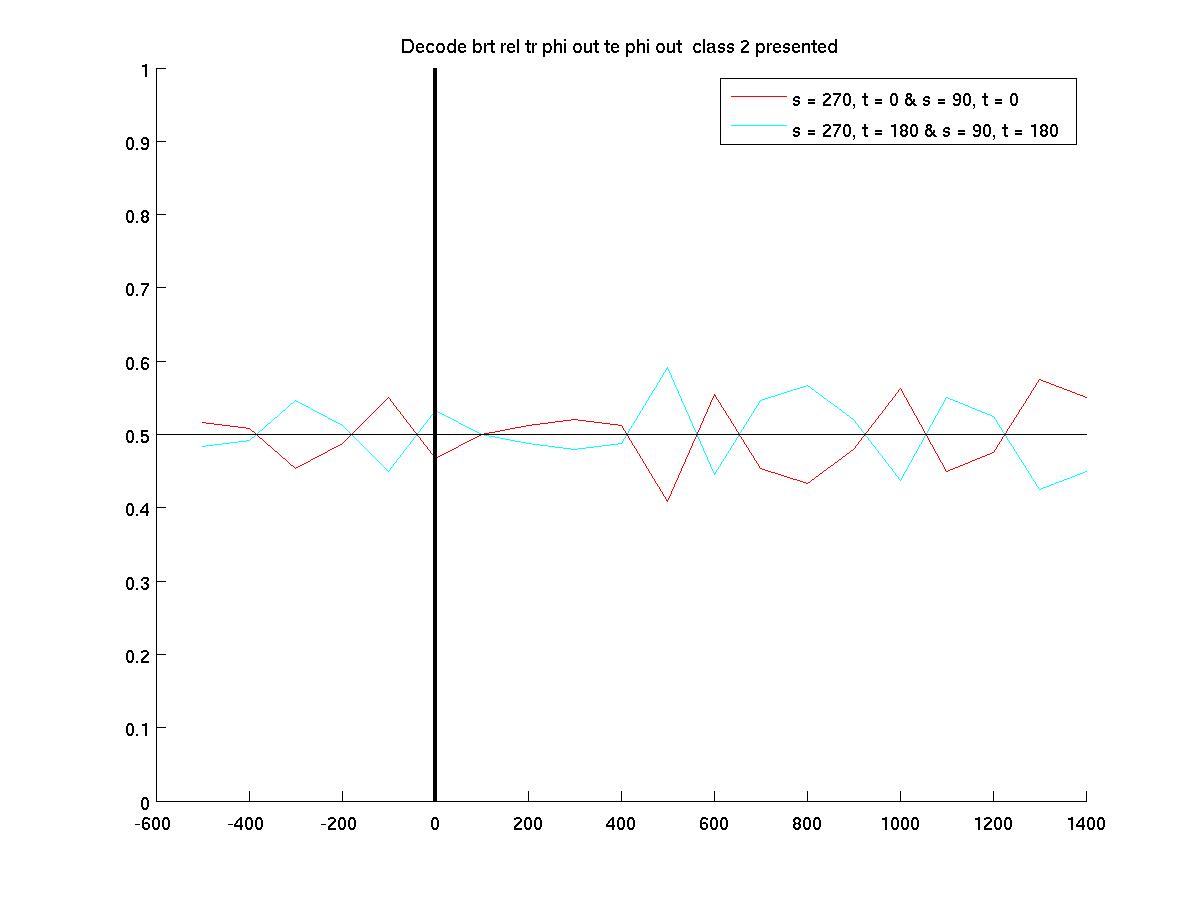 Decode brt rel tr phi out te phi out  class 2 presented
s = 270, t = 0 & s = 90, t = 0
s = 270, t = 180 & s = 90, t = 180
1
0.9
0.8
0.7
0.6
0.5
0.4
0.3
0.2
0.1
0
-600 -400 -200 0 200 400 600 800 1000 1200 1400